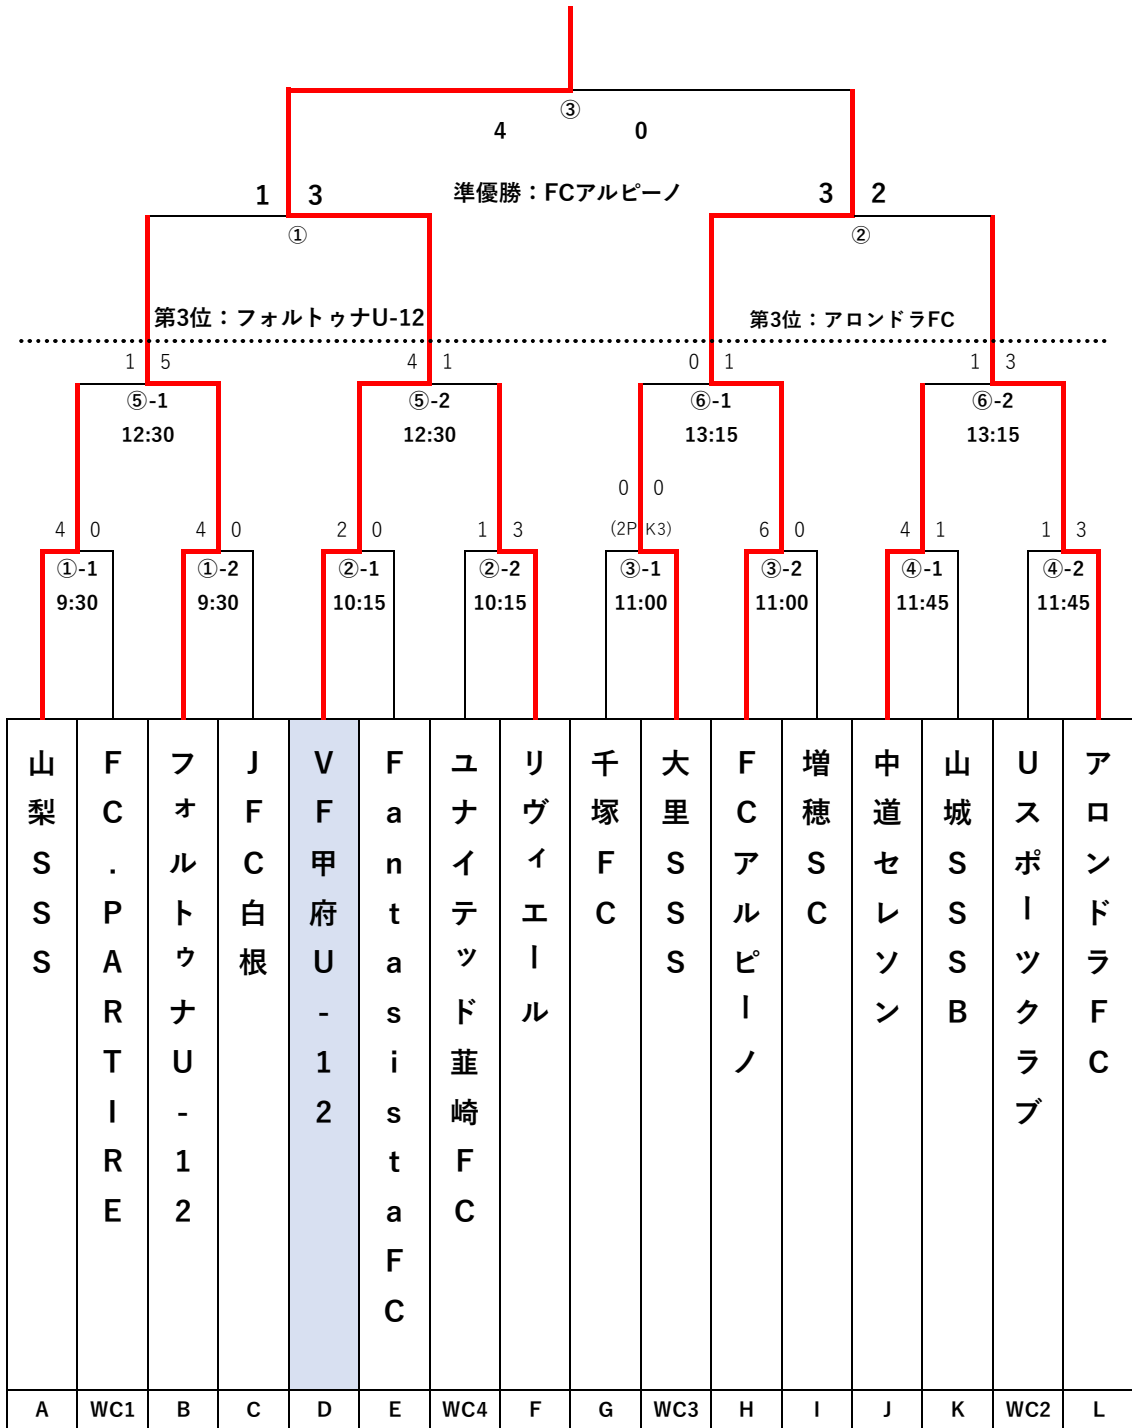 ③
4 0
準優勝：FCアルピーノ
1 3 3 2
① ②
第3位：フォルトゥナU-12 第3位：アロンドラFC
1 5 4 1 0 1 1 3
⑤-1 ⑤-2 ⑥-1 ⑥-2
12:30 12:30 13:15 13:15
0 0
4 0 4 0 2 0 1 3 (2PK3) 6 0 4 1 1 3
①-1 ①-2 ②-1 ②-2 ③-1 ③-2 ④-1 ④-2
9:30 9:30 10:15 10:15 11:00 11:00 11:45 11:45
山梨SSS
FC.PARTIRE
フォルトゥナU-12
JFC白根
VF甲府U-12
FantasistaFC
ユナイテッド韮崎FC
リヴィエール
千塚FC
大里SSS
FCアルピーノ
増穂SC
中道セレソン
山城SSSB
Uスポーツクラブ
アロンドラFC
A WC1 B C D E WC4 F G WC3 H I J K WC2 L